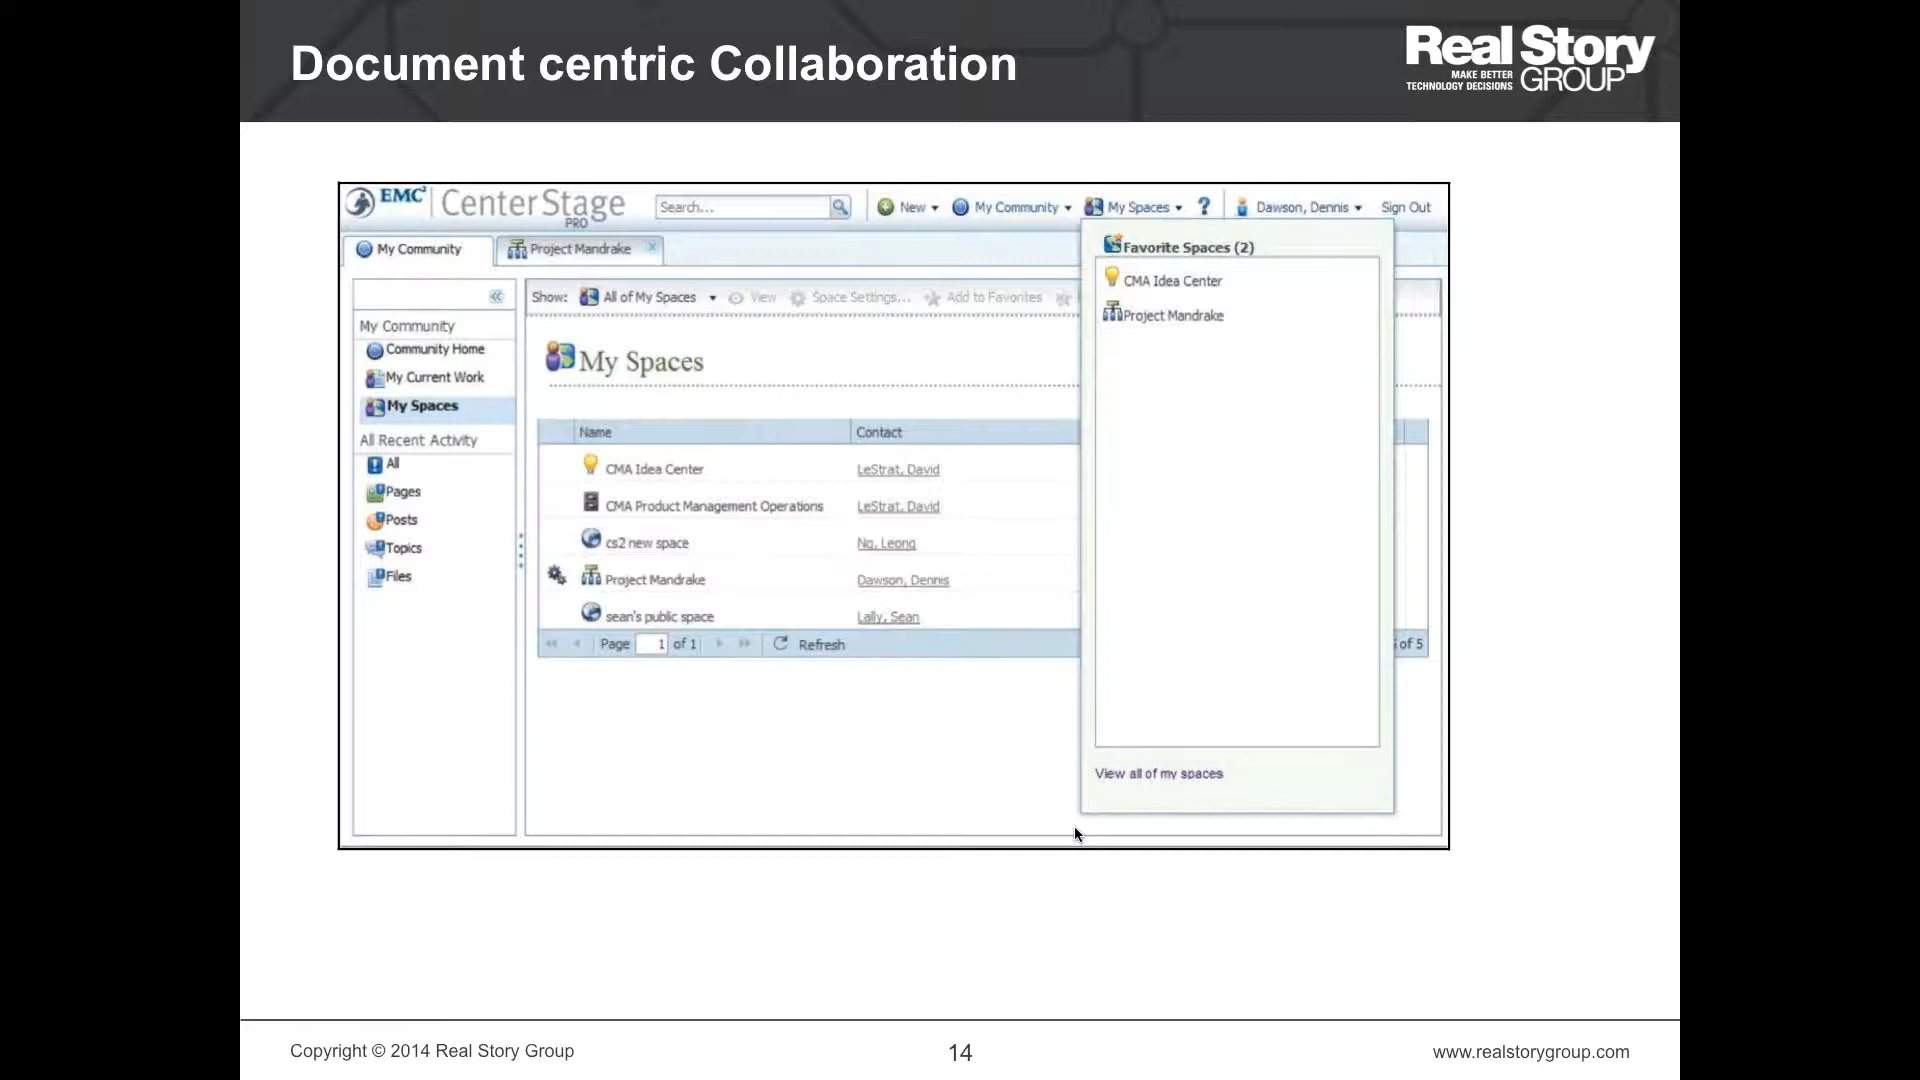 Document centric Collaboration
Real Story
MAKE BETTER
TECHNOLOGY DECISIONS
GROUP
EMC² CenterStage
PRO
Search...
New
My Community
My Spaces
?
Dawson, Dennis
Sign Out
My Community
Project Mandrake
Favorite Spaces (2)
CMA Idea Center
Project Mandrake
View all of my spaces
My Community
Community Home
My Current Work
My Spaces
All Recent Activity
All
Pages
Posts
Topics
Files
Show: All of My Spaces View Space Settings... Add to Favorites
My Spaces
Name Contact
CMA Idea Center LeStrat, David
CMA Product Management Operations LeStrat, David
cs2 new space Ng, Leong
Project Mandrake Dawson, Dennis
sean's public space Lally, Sean
Page 1 of 1 Refresh
of 5
Copyright © 2014 Real Story Group
14
www.realstorygroup.com